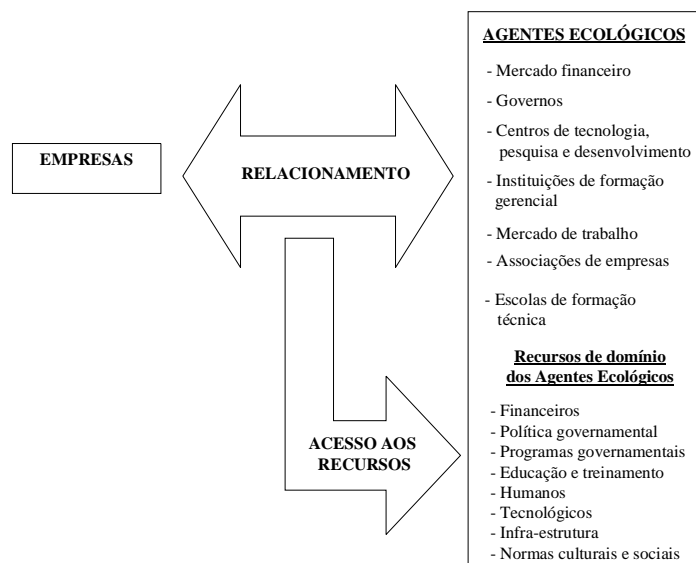 EMPRESAS
RELACIONAMENTO
ACESSO AOS
RECURSOS
AGENTES ECOLÓGICOS
- Mercado financeiro
- Governos
- Centros de tecnologia,
pesquisa e desenvolvimento
- Instituições de formação
gerencial
- Mercado de trabalho
- Associações de empresas
- Escolas de formação
técnica
Recursos de domínio
dos Agentes Ecológicos
- Financeiros
- Política governamental
- Programas governamentais
- Educação e treinamento
- Humanos
- Tecnológicos
- Infra-estrutura
- Normas culturais e sociais